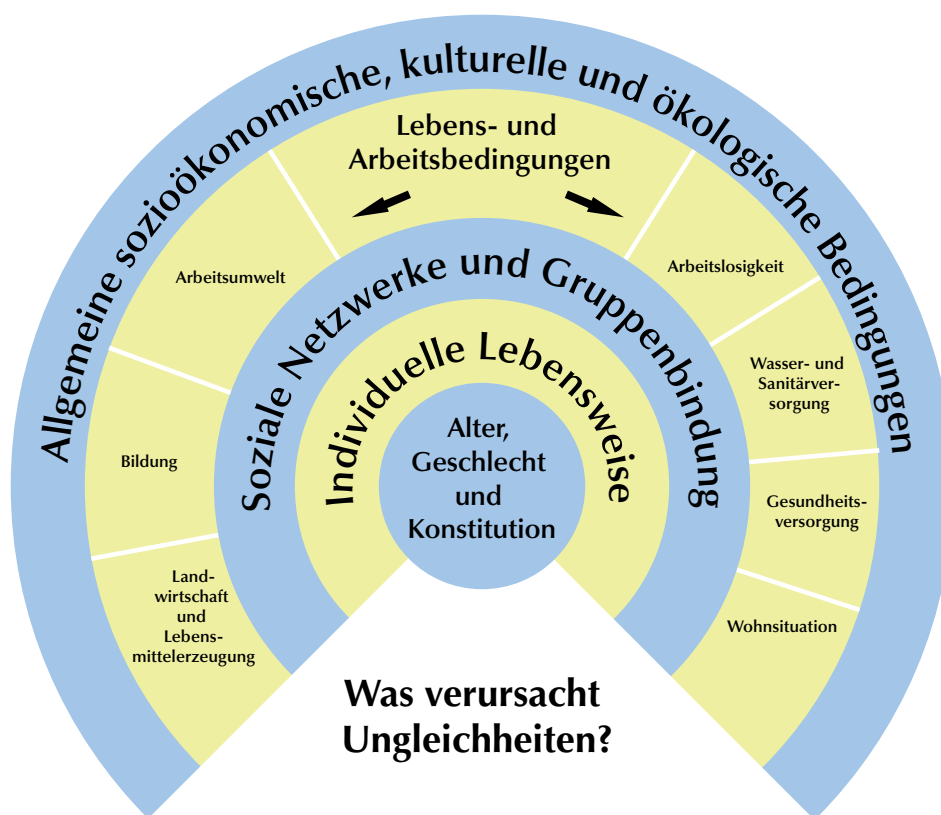 Allgemeine sozioökonomische, kulturelle und ökologische Bedingungen
Lebens- und
Arbeitsbedingungen
Landwirtschaft
Land-
wirtschaft
und
Lebens-
mittelerzeugung
Bildung
Arbeitsumwelt
Arbeitslosigkeit
Wasser- und
Sanitärver-
sorgung
Gesundheits-
versorgung
Wohnsituation
Soziale Netzwerke und Gruppenbindung
Individuelle Lebensweise
Alter,
Geschlecht
und
Konstitution
Was verursacht
Ungleichheiten?